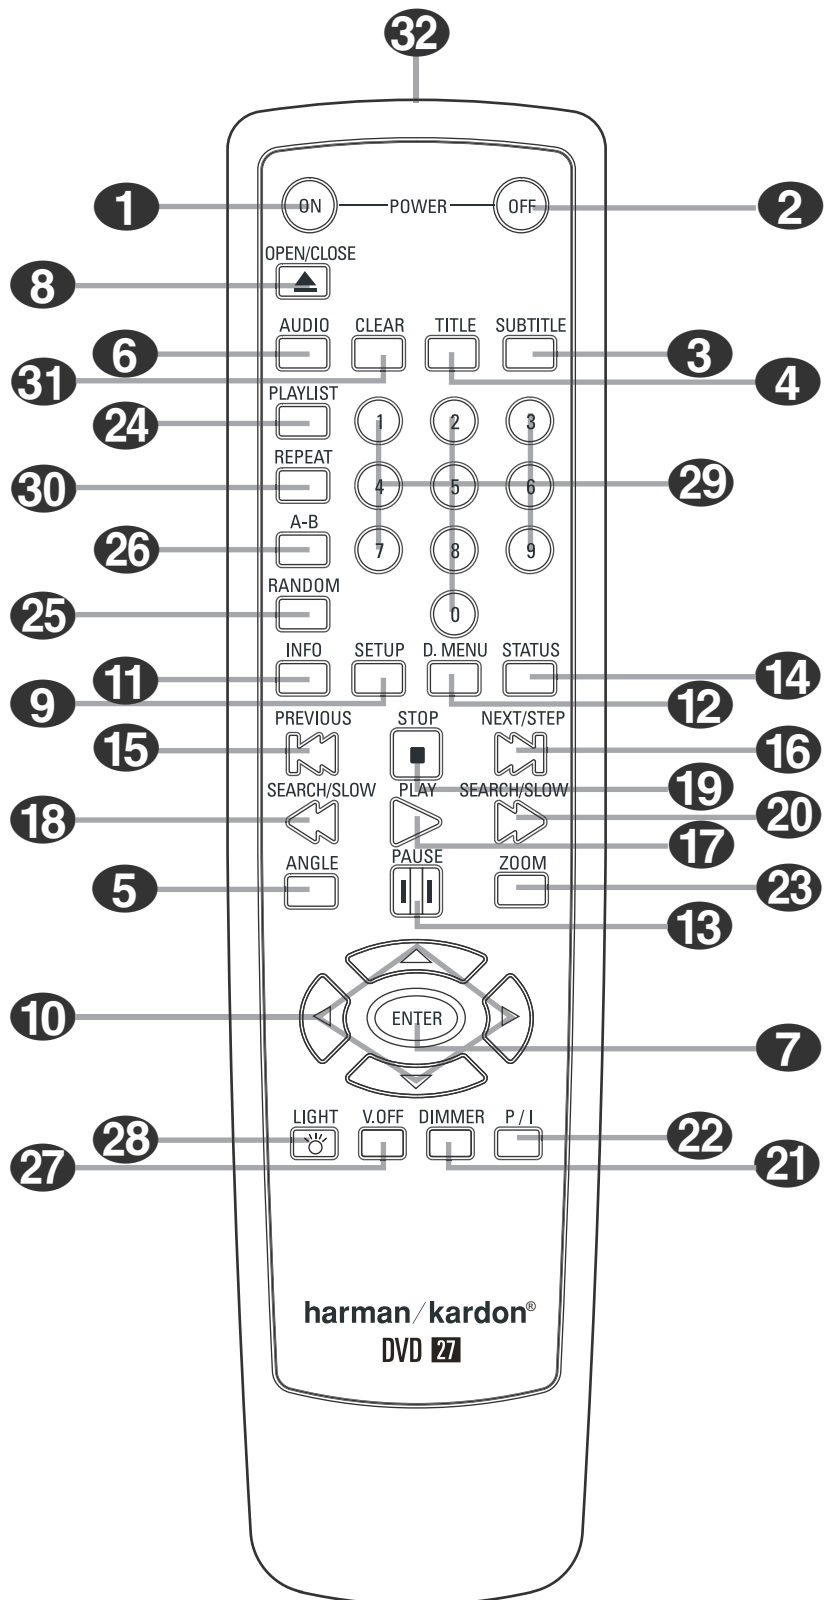 32
1 ON POWER OFF 2
OPEN/CLOSE
8
AUDIO CLEAR TITLE SUBTITLE
6 3
31 4
PLAYLIST
24 1 2 3
REPEAT
30 4 5 6 29
A-B
26 7 8 9
RANDOM
25 0
INFO SETUP D. MENU STATUS
11 14
9 12
PREVIOUS STOP NEXT/STEP
15 16
19
SEARCH/SLOW PLAY SEARCH/SLOW
18 20
17
ANGLE PAUSE ZOOM
5 23
13
10 ENTER
7
LIGHT V.OFF DIMMER P / I
28 22
27 21
harman/kardon®
DVD 27